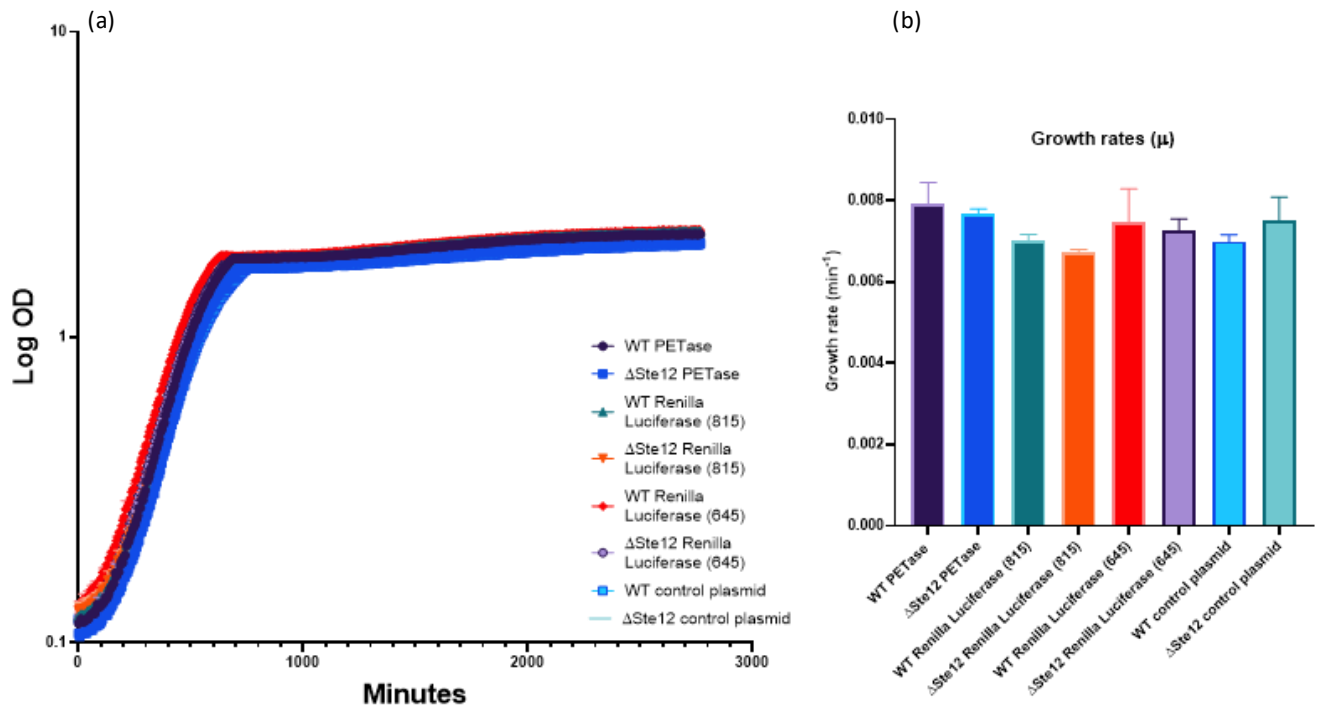 (a)
10
1
0.1
Log OD
0
1000
2000
3000
Minutes
WT PETase
ΔSte12 PETase
WT Renilla
Luciferase (815)
ΔSte12 Renilla
Luciferase (815)
WT Renilla
Luciferase (645)
ΔSte12 Renilla
Luciferase (645)
WT control plasmid
ΔSte12 control plasmid
(b)
Growth rates (μ)
0.010
0.008
0.006
0.004
0.002
0.000
Growth rate (min⁻¹)
WT PETase
ΔSte12 PETase
WT Renilla Luciferase (815)
ΔSte12 Renilla Luciferase (815)
WT Renilla Luciferase (645)
ΔSte12 Renilla Luciferase (645)
WT control plasmid
ΔSte12 control plasmid